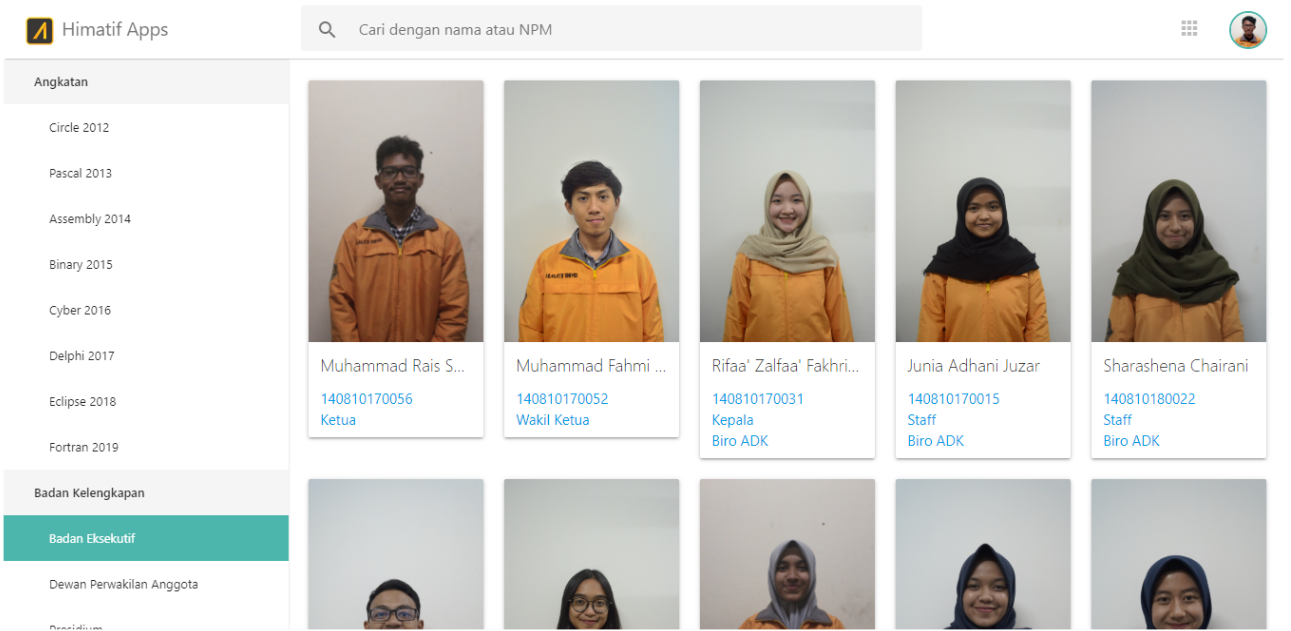 Himatif Apps
Cari dengan nama atau NPM
Angkatan
Circle 2012
Pascal 2013
Assembly 2014
Binary 2015
Cyber 2016
Delphi 2017
Eclipse 2018
Fortran 2019
Badan Kelengkapan
Badan Eksekutif
Dewan Perwakilan Anggota
Presidium
Muhammad Rais S...
140810170056
Ketua
Muhammad Fahmi ...
140810170052
Wakil Ketua
Rifaa' Zalfaa' Fakhri...
140810170031
Kepala
Biro ADK
Junia Adhani Juzar
140810170015
Staff
Biro ADK
Sharashena Chairani
140810180022
Staff
Biro ADK